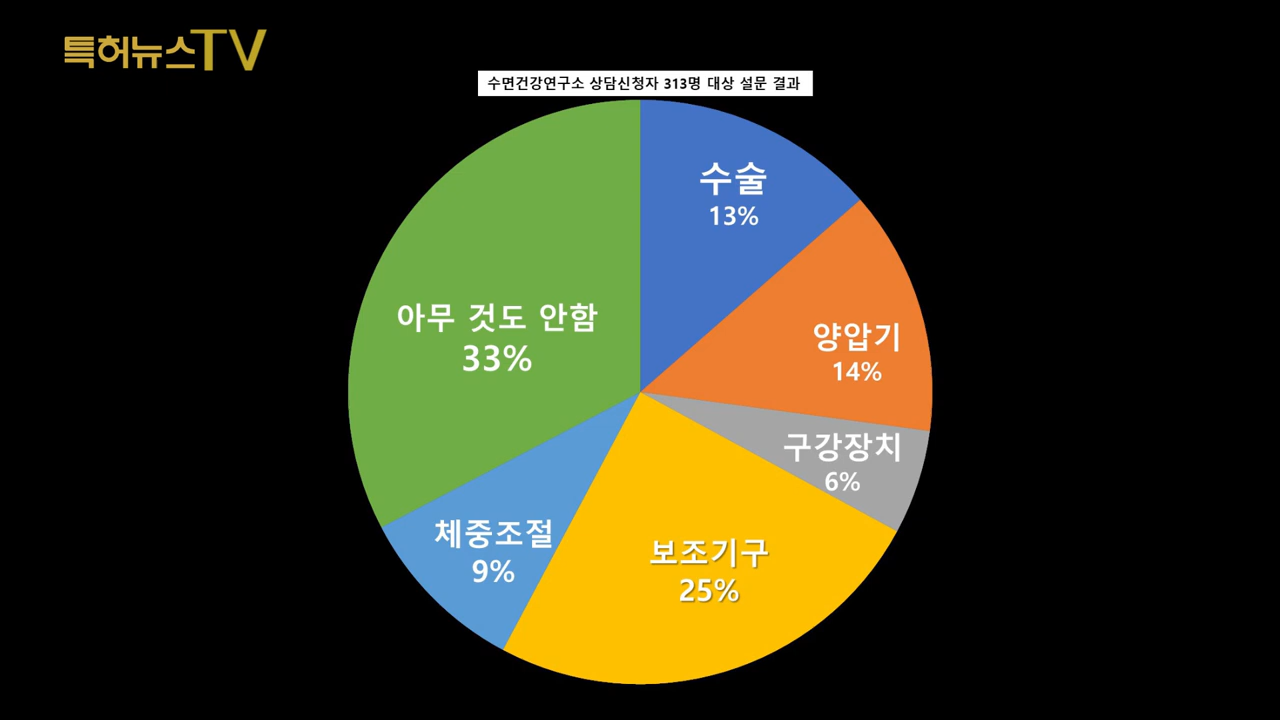 특허뉴스TV
수면건강연구소 상담신청자 313명 대상 설문 결과
수술
13%
양압기
14%
구강장치
6%
보조기구
25%
체중조절
9%
아무 것도 안함
33%